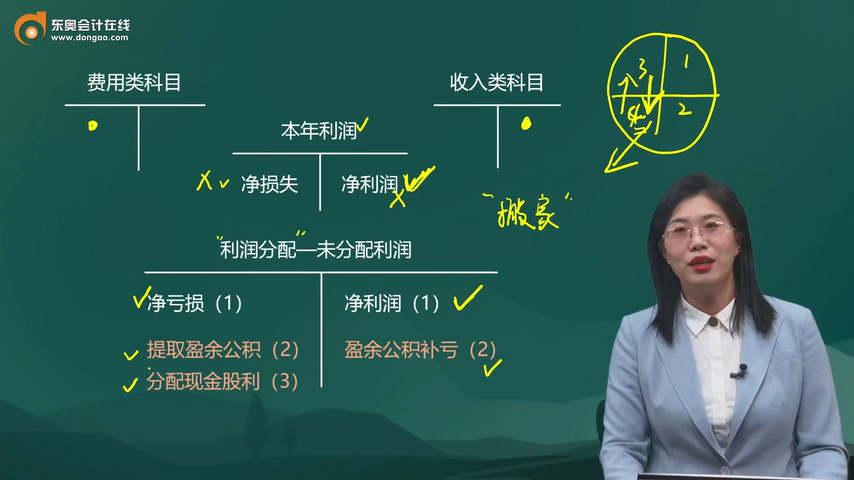 东奥会计在线
www.dongao.com
费用类科目
收入类科目
本年利润
净损失
净利润
"搬家"
"利润分配"—未分配利润
净亏损（1）
净利润（1）
提取盈余公积（2）
盈余公积补亏（2）
分配现金股利（3）
3
1
2